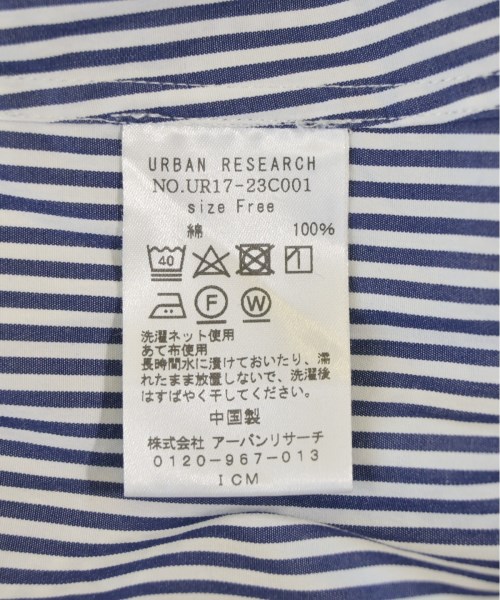 URBAN RESEARCH
NO.UR17-23C001
size Free
綿 100%
40
F W
洗濯ネット使用
あて布使用
長時間水に漬けておいたり、濡
れたまま放置しないで、洗濯後
はすばやく干してください。
中国製
株式会社 アーバンリサーチ
0120-967-013
ICM